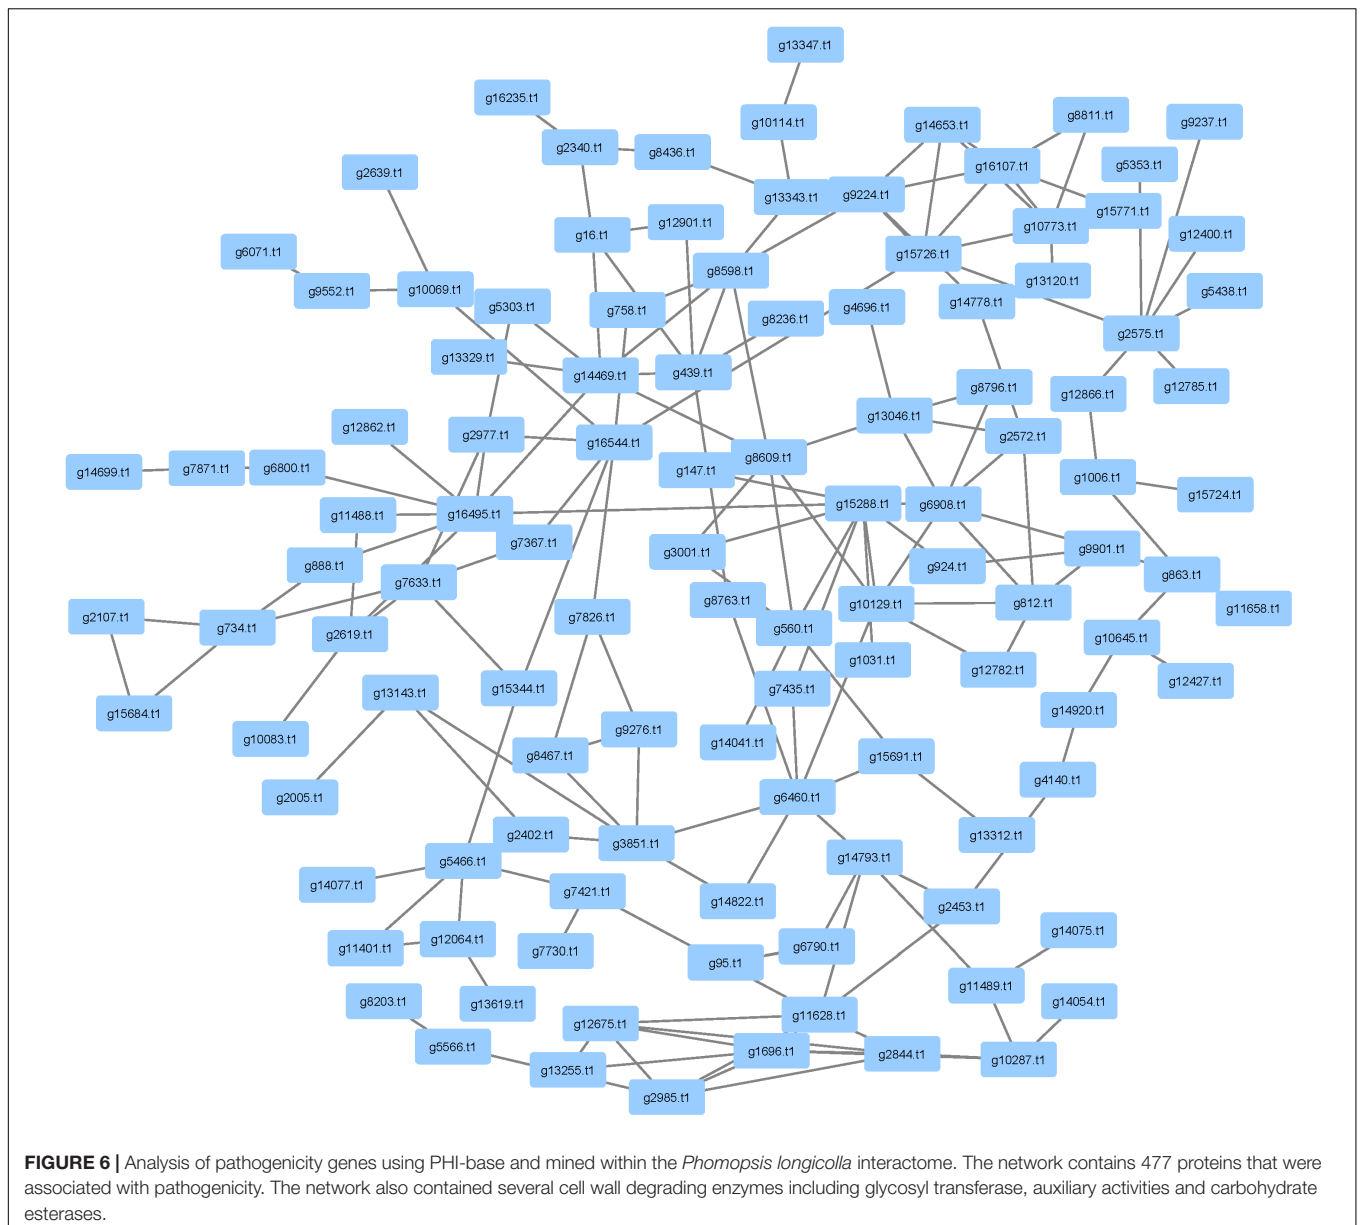 g13347.t1
g16235.t1
g10114.t1
g14653.t1
g8811.t1
g9237.t1
g2340.t1
g8436.t1
g16107.t1
g5353.t1
g2639.t1
g13343.t1
g9224.t1
g15771.t1
g12901.t1
g16.t1
g10773.t1
g12400.t1
g6071.t1
g15726.t1
g8598.t1
g13120.t1
g9552.t1
g10069.t1
g5438.t1
g14778.t1
g5303.t1
g758.t1
g4696.t1
g8236.t1
g2575.t1
g13329.t1
g14469.t1
g439.t1
g12785.t1
g8796.t1
g12866.t1
g13046.t1
g12862.t1
g2977.t1
g16544.t1
g2572.t1
g8609.t1
g14699.t1
g7871.t1
g6800.t1
g147.t1
g1006.t1
g15724.t1
g15288.t1
g6908.t1
g11488.t1
g16495.t1
g7367.t1
g3001.t1
g9901.t1
g888.t1
g924.t1
g863.t1
g7633.t1
g8763.t1
g10129.t1
g812.t1
g11658.t1
g2107.t1
g734.t1
g2619.t1
g7826.t1
g560.t1
g10645.t1
g1031.t1
g12782.t1
g12427.t1
g13143.t1
g15344.t1
g7435.t1
g15684.t1
g14920.t1
g10083.t1
g9276.t1
g14041.t1
g8467.t1
g15691.t1
g4140.t1
g2005.t1
g6460.t1
g2402.t1
g3851.t1
g13312.t1
g5466.t1
g14793.t1
g14077.t1
g7421.t1
g14822.t1
g2453.t1
g14075.t1
g11401.t1
g12064.t1
g7730.t1
g6790.t1
g95.t1
g11489.t1
g8203.t1
g13619.t1
g14054.t1
g12675.t1
g11628.t1
g5566.t1
g1696.t1
g2844.t1
g10287.t1
g13255.t1
g2985.t1
FIGURE 6 | Analysis of pathogenicity genes using PHI-base and mined within the Phomopsis longicolla interactome. The network contains 477 proteins that were
associated with pathogenicity. The network also contained several cell wall degrading enzymes including glycosyl transferase, auxiliary activities and carbohydrate
esterases.